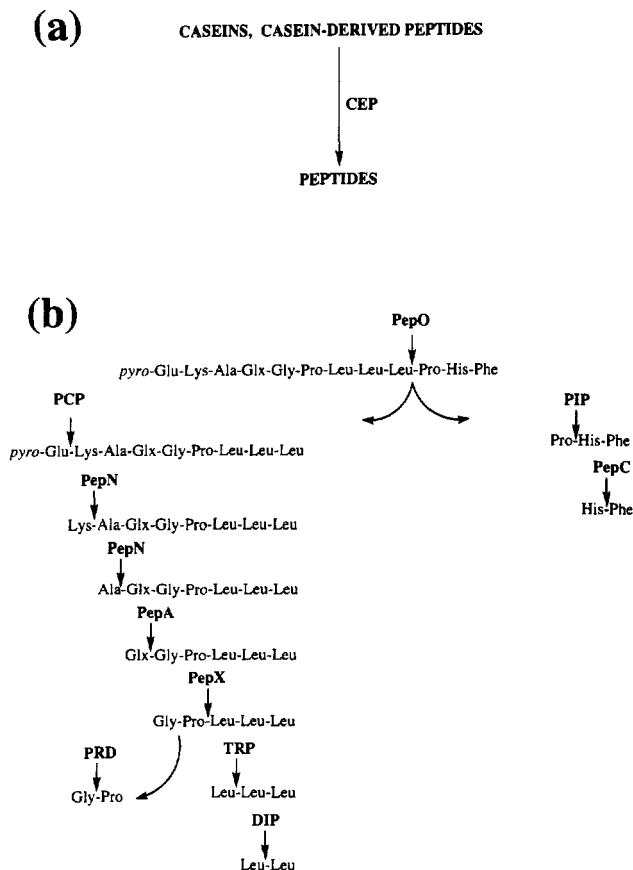 (a)
CASEINS, CASEIN-DERIVED PEPTIDES
CEP
PEPTIDES
(b)
PepO
pyro-Glu-Lys-Ala-Glx-Gly-Pro-Leu-Leu-Leu-Pro-His-Phe
PCP
PIP
pyro-Glu-Lys-Ala-Glx-Gly-Pro-Leu-Leu-Leu
Pro-His-Phe
PepN
PepC
Lys-Ala-Glx-Gly-Pro-Leu-Leu-Leu
His-Phe
PepN
Ala-Glx-Gly-Pro-Leu-Leu-Leu
PepA
Glx-Gly-Pro-Leu-Leu-Leu
PepX
Gly-Pro-Leu-Leu-Leu
PRD
TRP
Gly-Pro
Leu-Leu-Leu
DIP
Leu-Leu